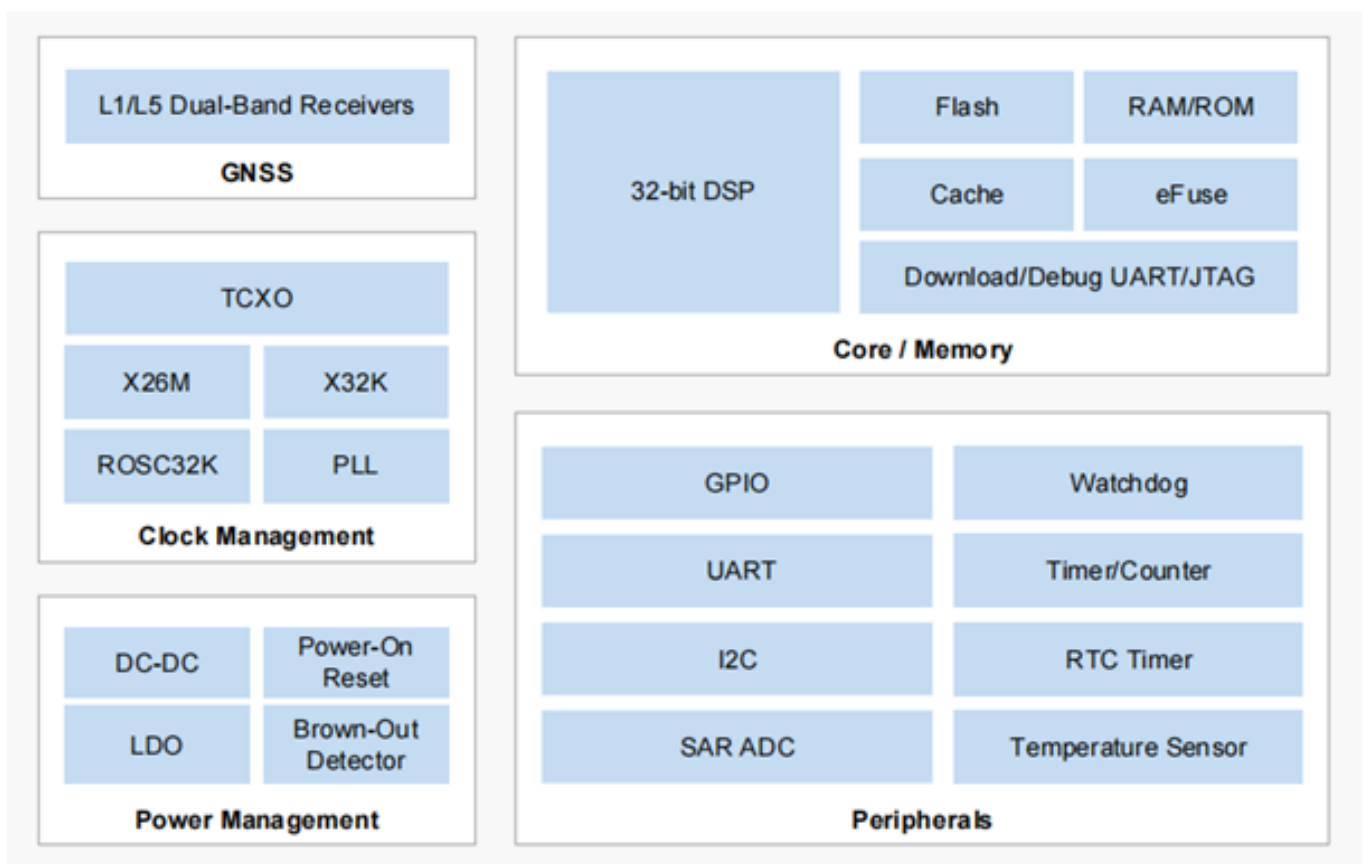 L1/L5 Dual-Band Receivers
GNSS
TCXO
X26M
X32K
ROSC32K
PLL
Clock Management
DC-DC
Power-On
Reset
LDO
Brown-Out
Detector
Power Management
32-bit DSP
Flash
RAM/ROM
Cache
eFuse
Download/Debug UART/JTAG
Core / Memory
GPIO
Watchdog
UART
Timer/Counter
I2C
RTC Timer
SAR ADC
Temperature Sensor
Peripherals